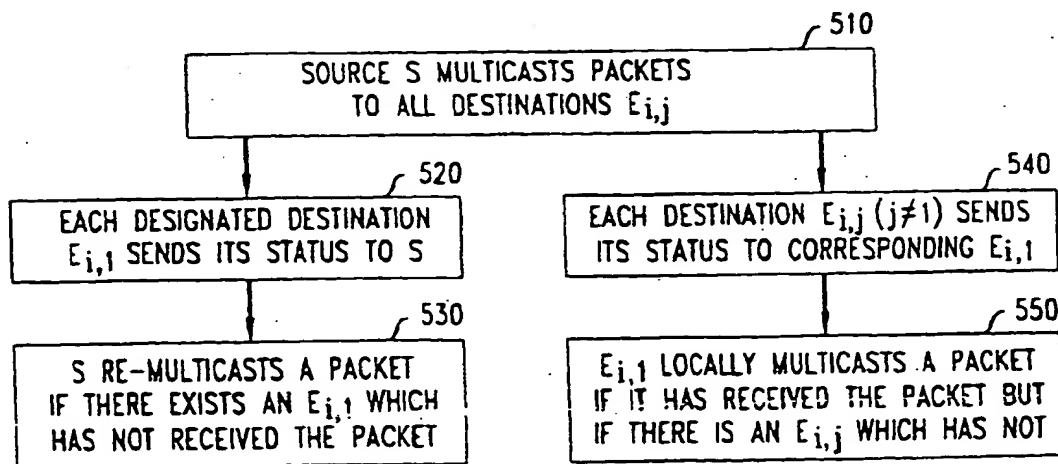 510
SOURCE S MULTICASTS PACKETS
TO ALL DESTINATIONS Ei,j
520
EACH DESIGNATED DESTINATION
Ei,1 SENDS ITS STATUS TO S
530
S RE-MULTICASTS A PACKET
IF THERE EXISTS AN Ei,1 WHICH
HAS NOT RECEIVED THE PACKET
540
EACH DESTINATION Ei,j (j≠1) SENDS
ITS STATUS TO CORRESPONDING Ei,1
550
Ei,1 LOCALLY MULTICASTS A PACKET
IF IT HAS RECEIVED THE PACKET BUT
IF THERE IS AN Ei,j WHICH HAS NOT